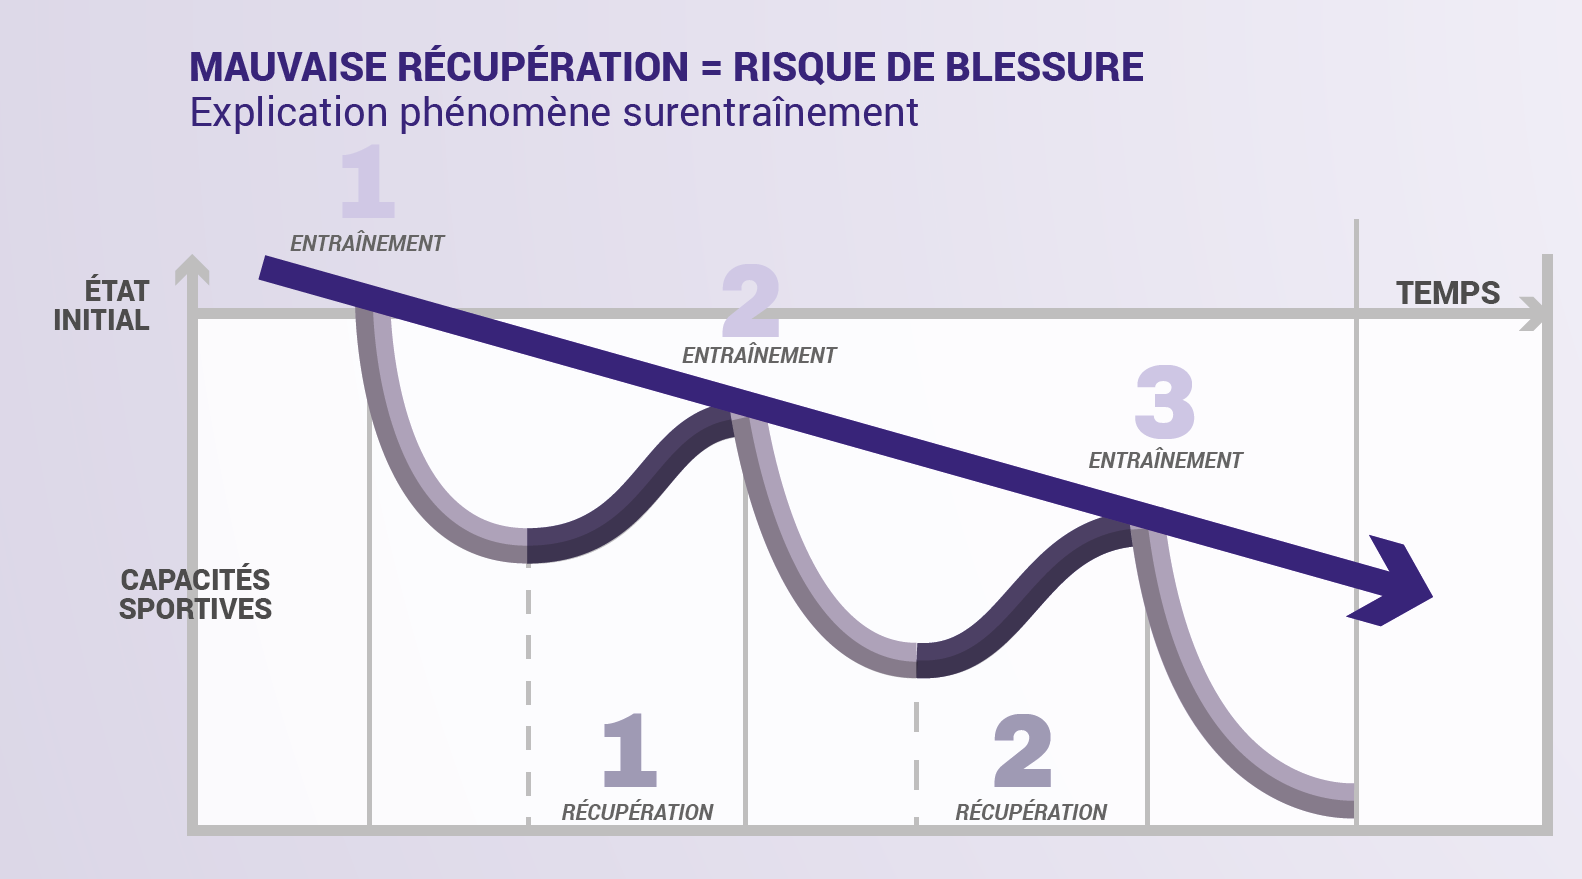 MAUVAISE RÉCUPÉRATION = RISQUE DE BLESSURE
Explication phénomène surentraînement
1
ENTRAÎNEMENT
2
ENTRAÎNEMENT
ÉTAT
INITIAL
TEMPS
3
ENTRAÎNEMENT
CAPACITÉS
SPORTIVES
1
RÉCUPÉRATION
2
RÉCUPÉRATION